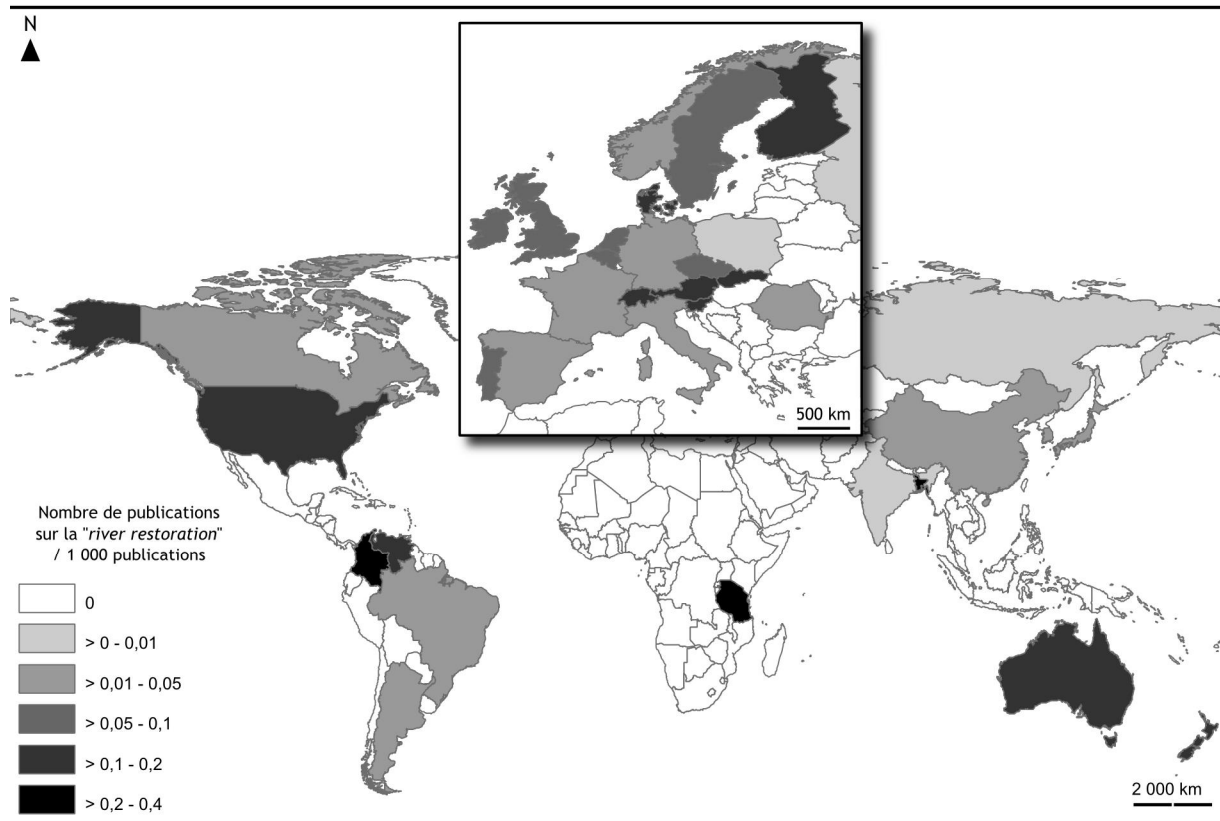 N
500 km
Nombre de publications
sur la "river restoration"
/ 1 000 publications
0
> 0 - 0,01
> 0,01 - 0,05
> 0,05 - 0,1
> 0,1 - 0,2
> 0,2 - 0,4
2 000 km